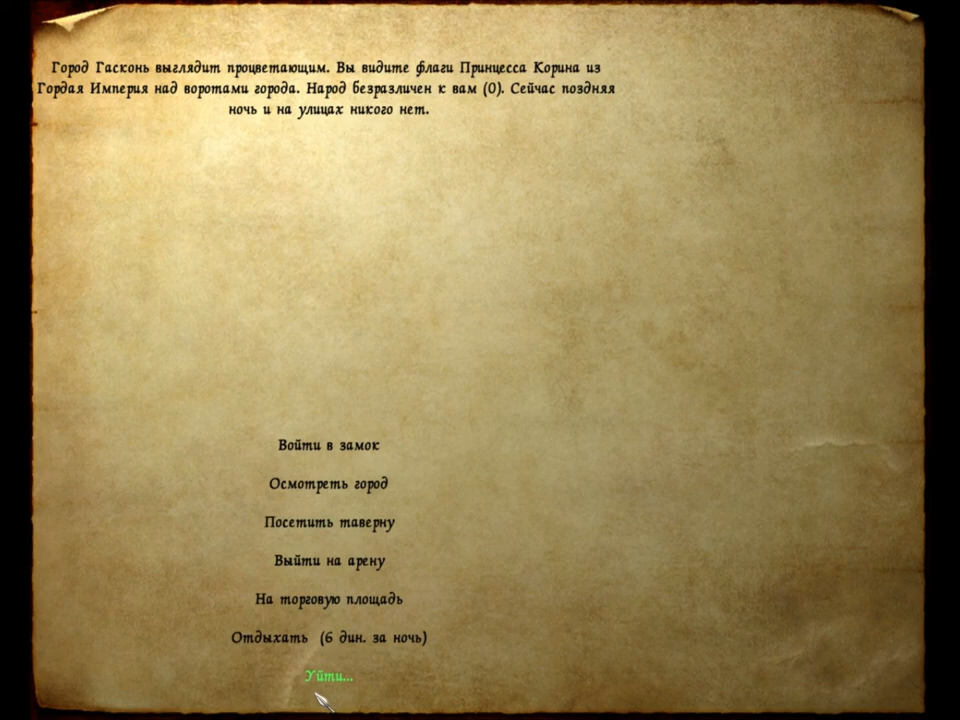 Город Гасконь выглядит процветающим. Вы видите флаги Принцесса Корина из
Гордая Империя над воротами города. Народ безразличен к вам (0). Сейчас поздняя
ночь и на улицах никого нет.
Войти в замок
Осмотреть город
Посетить таверну
Выйти на арену
На торговую площадь
Отдыхать (6 дин. за ночь)
Уйти...